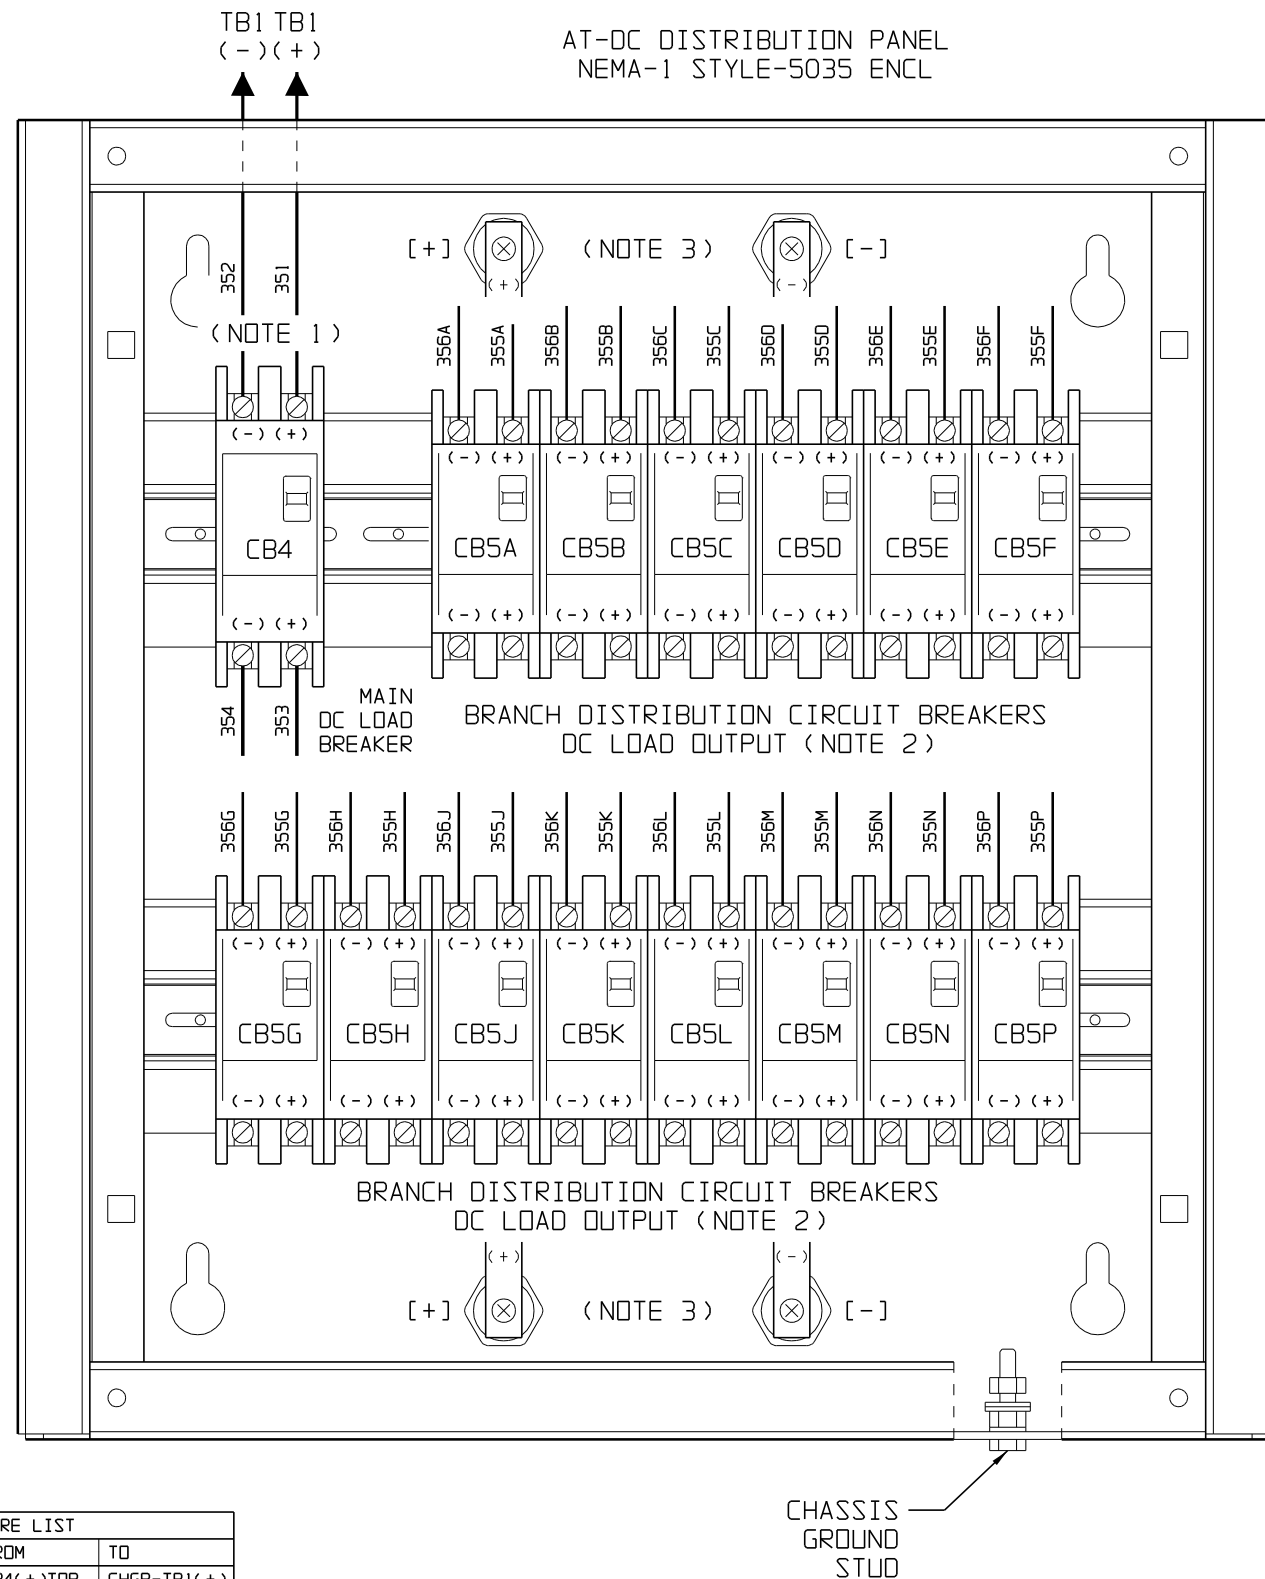 TB1 TB1
(-) (+)
AT-DC DISTRIBUTION PANEL
NEMA-1 STYLE-5035 ENCL
[+] (NOTE 3) [-]
(+) (-)
352 351
(NOTE 1)
356A 355A 356B 355B 356C 355C 356D 355D 356E 355E 356F 355F
(-) (+)
(-) (+) (-) (+) (-) (+) (-) (+) (-) (+) (-) (+)
CB4 CB5A CB5B CB5C CB5D CB5E CB5F
(-) (+) (-) (+) (-) (+) (-) (+) (-) (+) (-) (+)
(-) (+)
354 353
MAIN
DC LOAD
BREAKER
BRANCH DISTRIBUTION CIRCUIT BREAKERS
DC LOAD OUTPUT (NOTE 2)
356G 355G 356H 355H 356J 355J 356K 355K 356L 355L 356M 355M 356N 355N 356P 355P
(-) (+) (-) (+) (-) (+) (-) (+) (-) (+) (-) (+) (-) (+) (-) (+)
CB5G CB5H CB5J CB5K CB5L CB5M CB5N CB5P
(-) (+) (-) (+) (-) (+) (-) (+) (-) (+) (-) (+) (-) (+) (-) (+)
BRANCH DISTRIBUTION CIRCUIT BREAKERS
DC LOAD OUTPUT (NOTE 2)
(+) (-)
[+] (NOTE 3) [-]
CHASSIS
GROUND
STUD
RE LIST
ROM TO